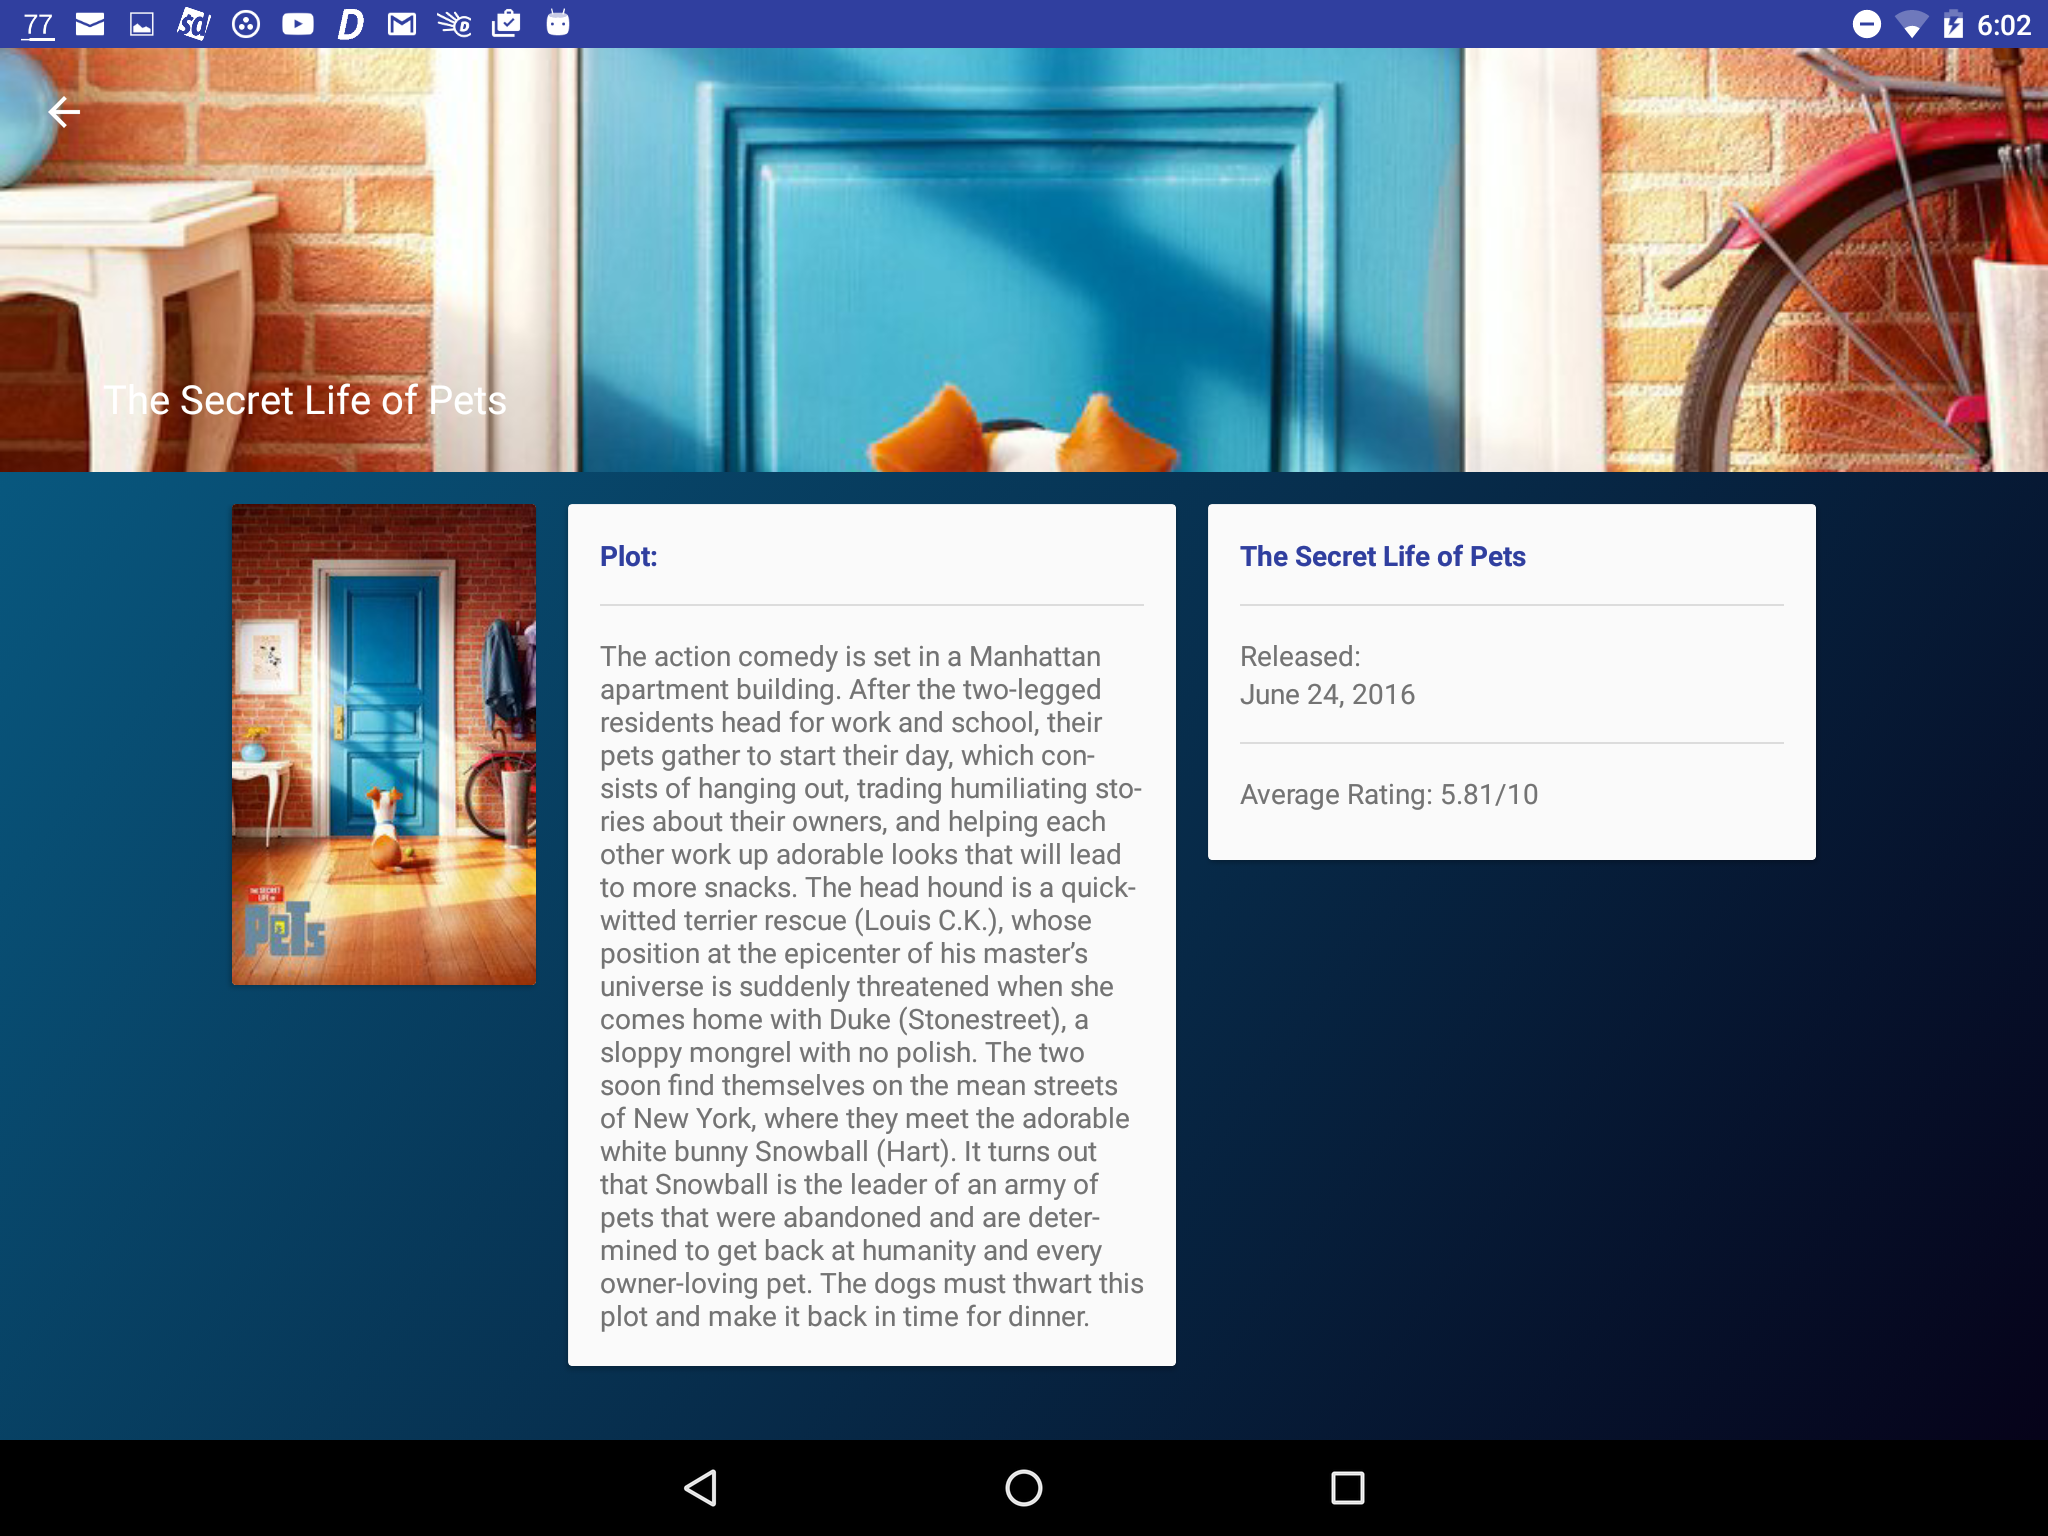 77
6:02
The Secret Life of Pets
THE SECRET
LIFE OF
PeTs
Plot:
The action comedy is set in a Manhattan
apartment building. After the two-legged
residents head for work and school, their
pets gather to start their day, which con-
sists of hanging out, trading humiliating sto-
ries about their owners, and helping each
other work up adorable looks that will lead
to more snacks. The head hound is a quick-
witted terrier rescue (Louis C.K.), whose
position at the epicenter of his master’s
universe is suddenly threatened when she
comes home with Duke (Stonestreet), a
sloppy mongrel with no polish. The two
soon find themselves on the mean streets
of New York, where they meet the adorable
white bunny Snowball (Hart). It turns out
that Snowball is the leader of an army of
pets that were abandoned and are deter-
mined to get back at humanity and every
owner-loving pet. The dogs must thwart this
plot and make it back in time for dinner.
The Secret Life of Pets
Released:
June 24, 2016
Average Rating: 5.81/10